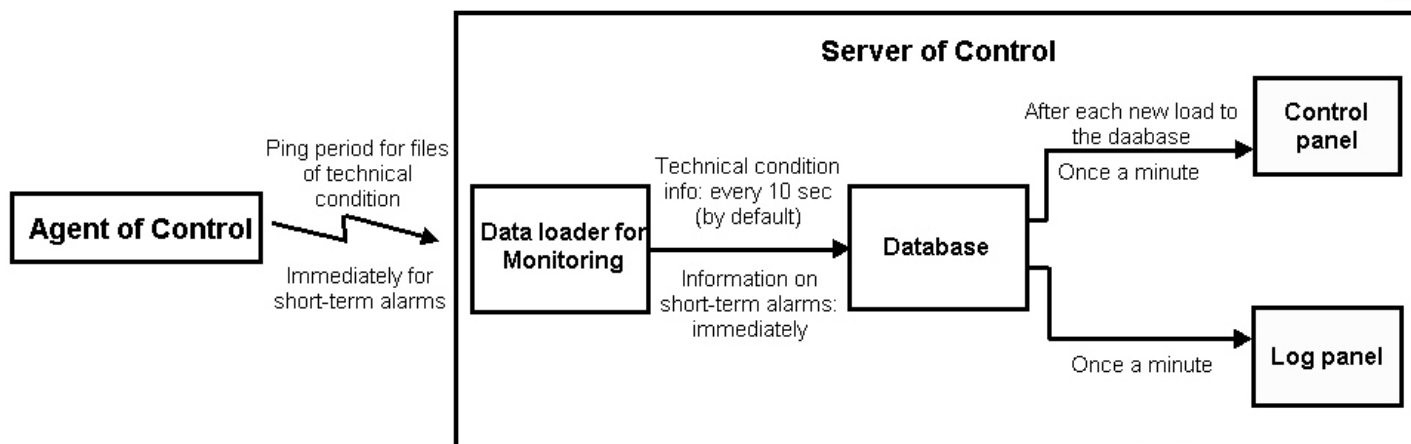 Server of Control
Agent of Control
Ping period for files
of technical
condition
Immediately for
short-term alarms
Data loader for
Monitoring
Technical condition
info: every 10 sec
(by default)
Information on
short-term alarms:
immediately
Database
After each new load to
the daabase
Once a minute
Control
panel
Once a minute
Log panel